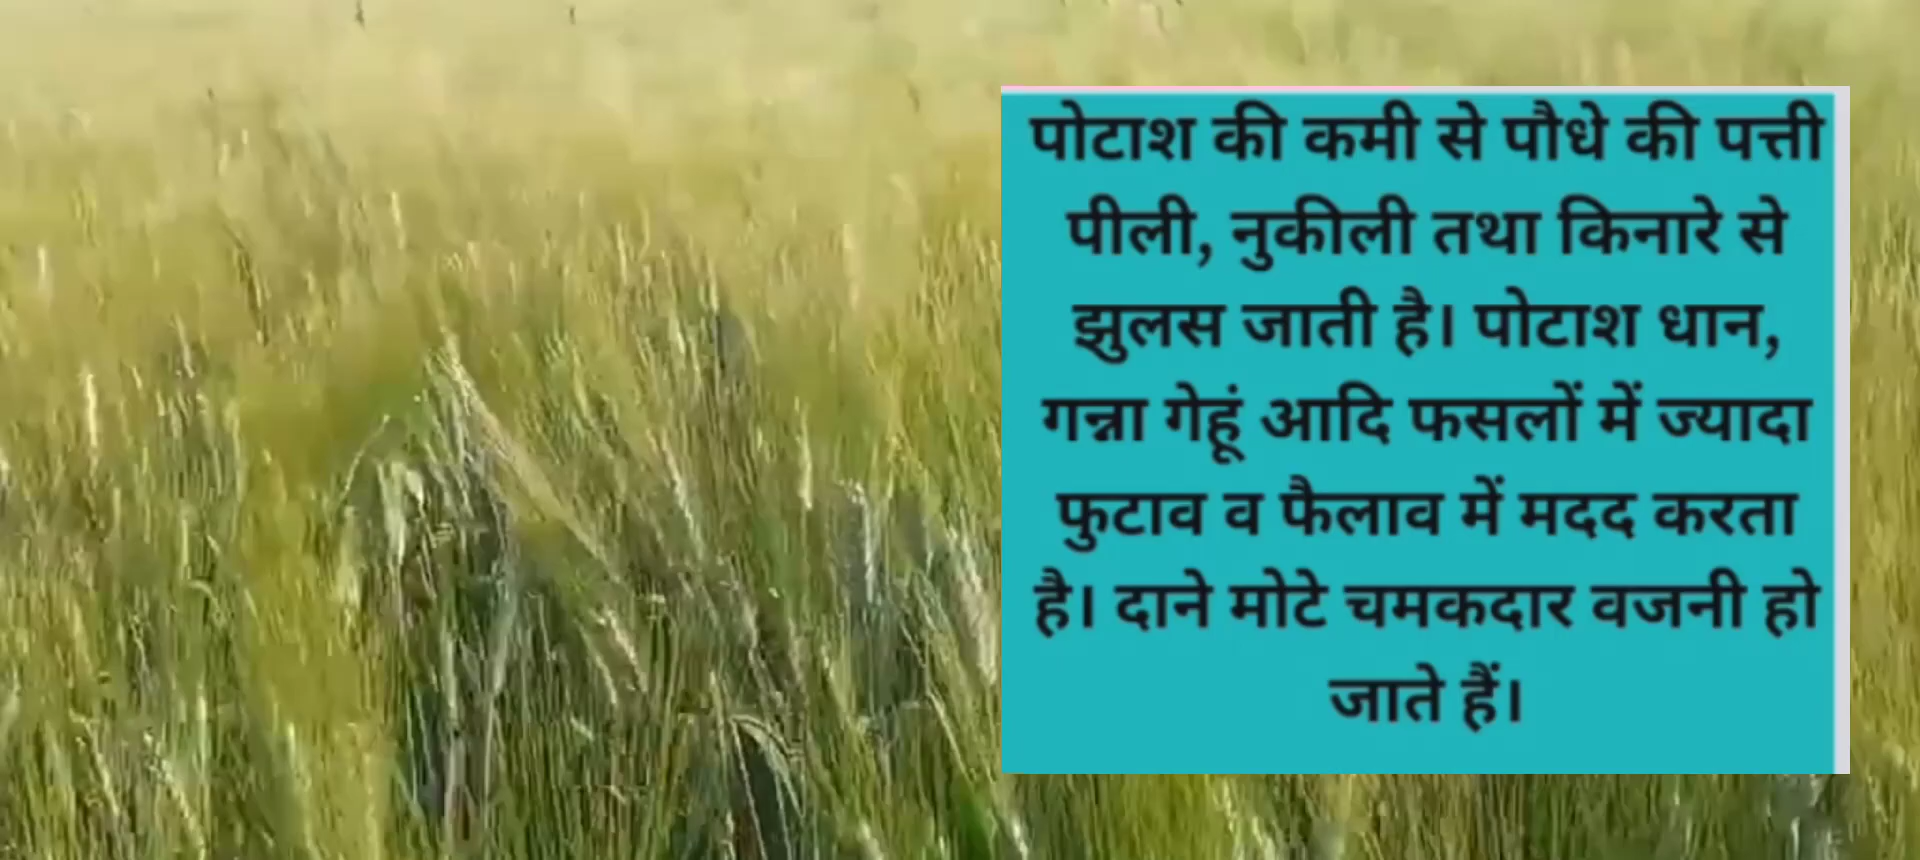 पोटाश की कमी से पौधे की पत्ती
पीली, नुकीली तथा किनारे से
झुलस जाती है। पोटाश धान,
गन्ना गेहूं आदि फसलों में ज्यादा
फुटाव व फैलाव में मदद करता
है। दाने मोटे चमकदार वजनी हो
जाते हैं।